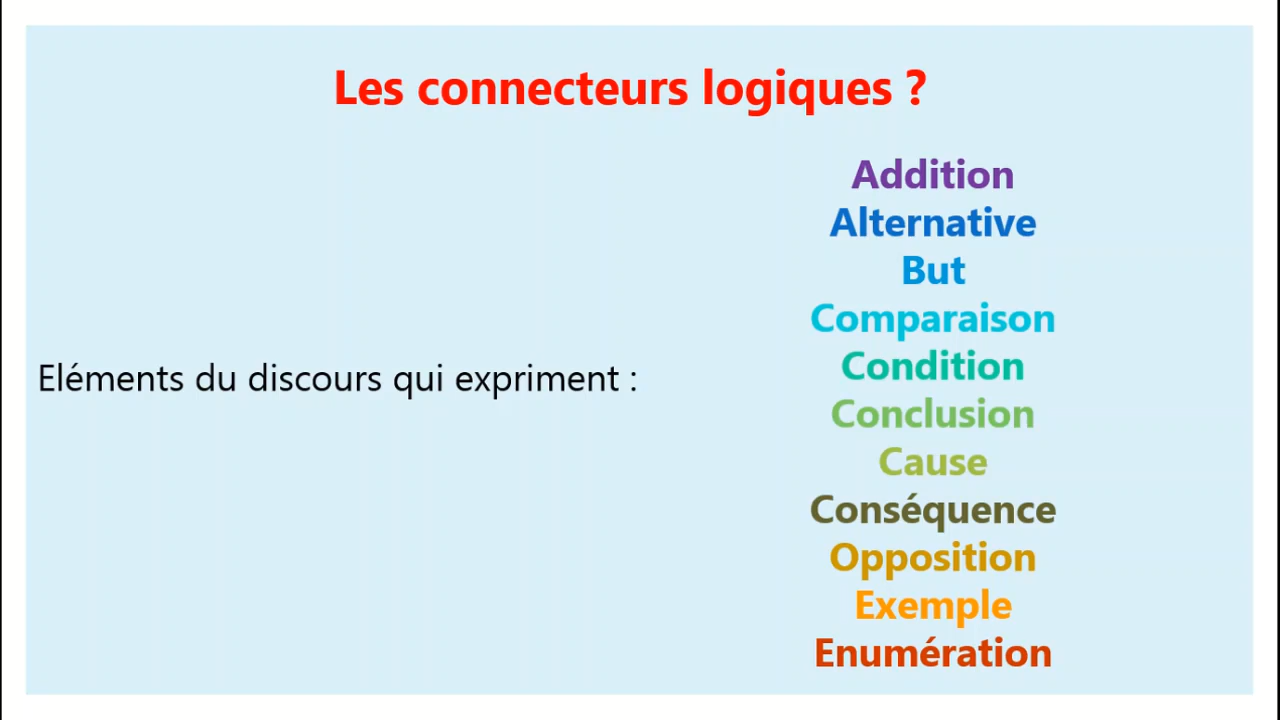 Les connecteurs logiques ?
Eléments du discours qui expriment :
Addition
Alternative
But
Comparaison
Condition
Conclusion
Cause
Conséquence
Opposition
Exemple
Enumération